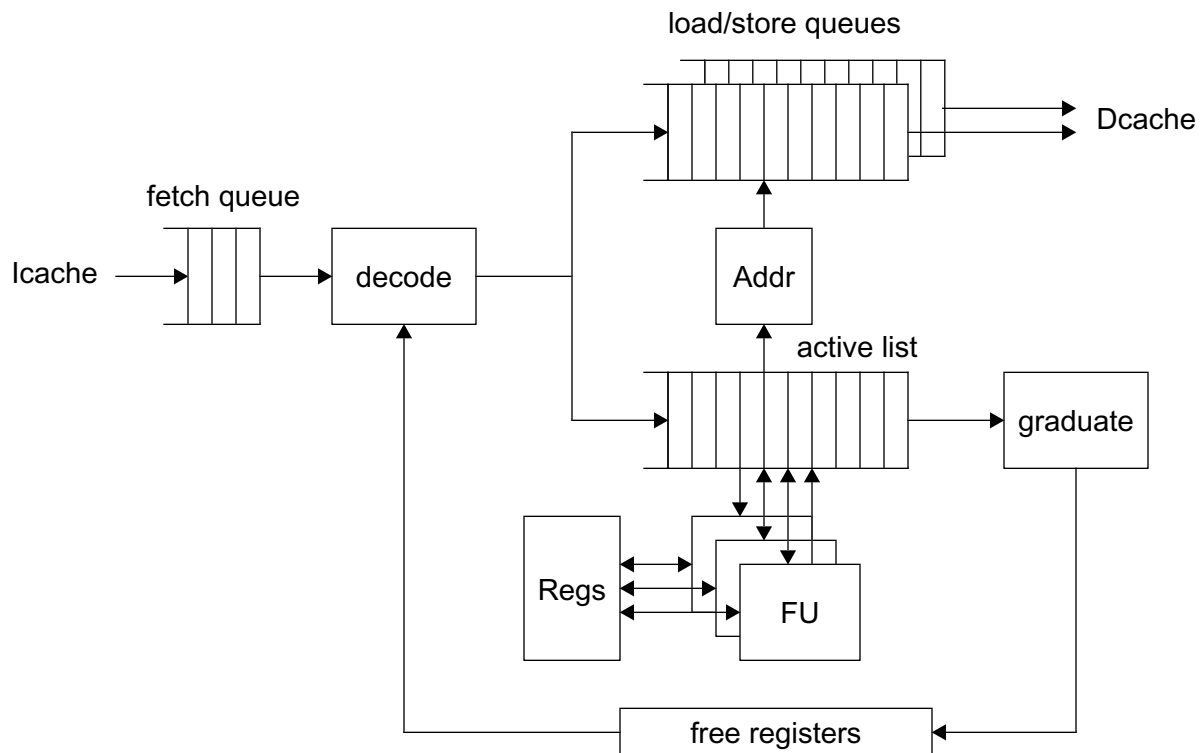 load/store queues
Dcache
fetch queue
Icache
decode
Addr
active list
graduate
Regs
FU
free registers